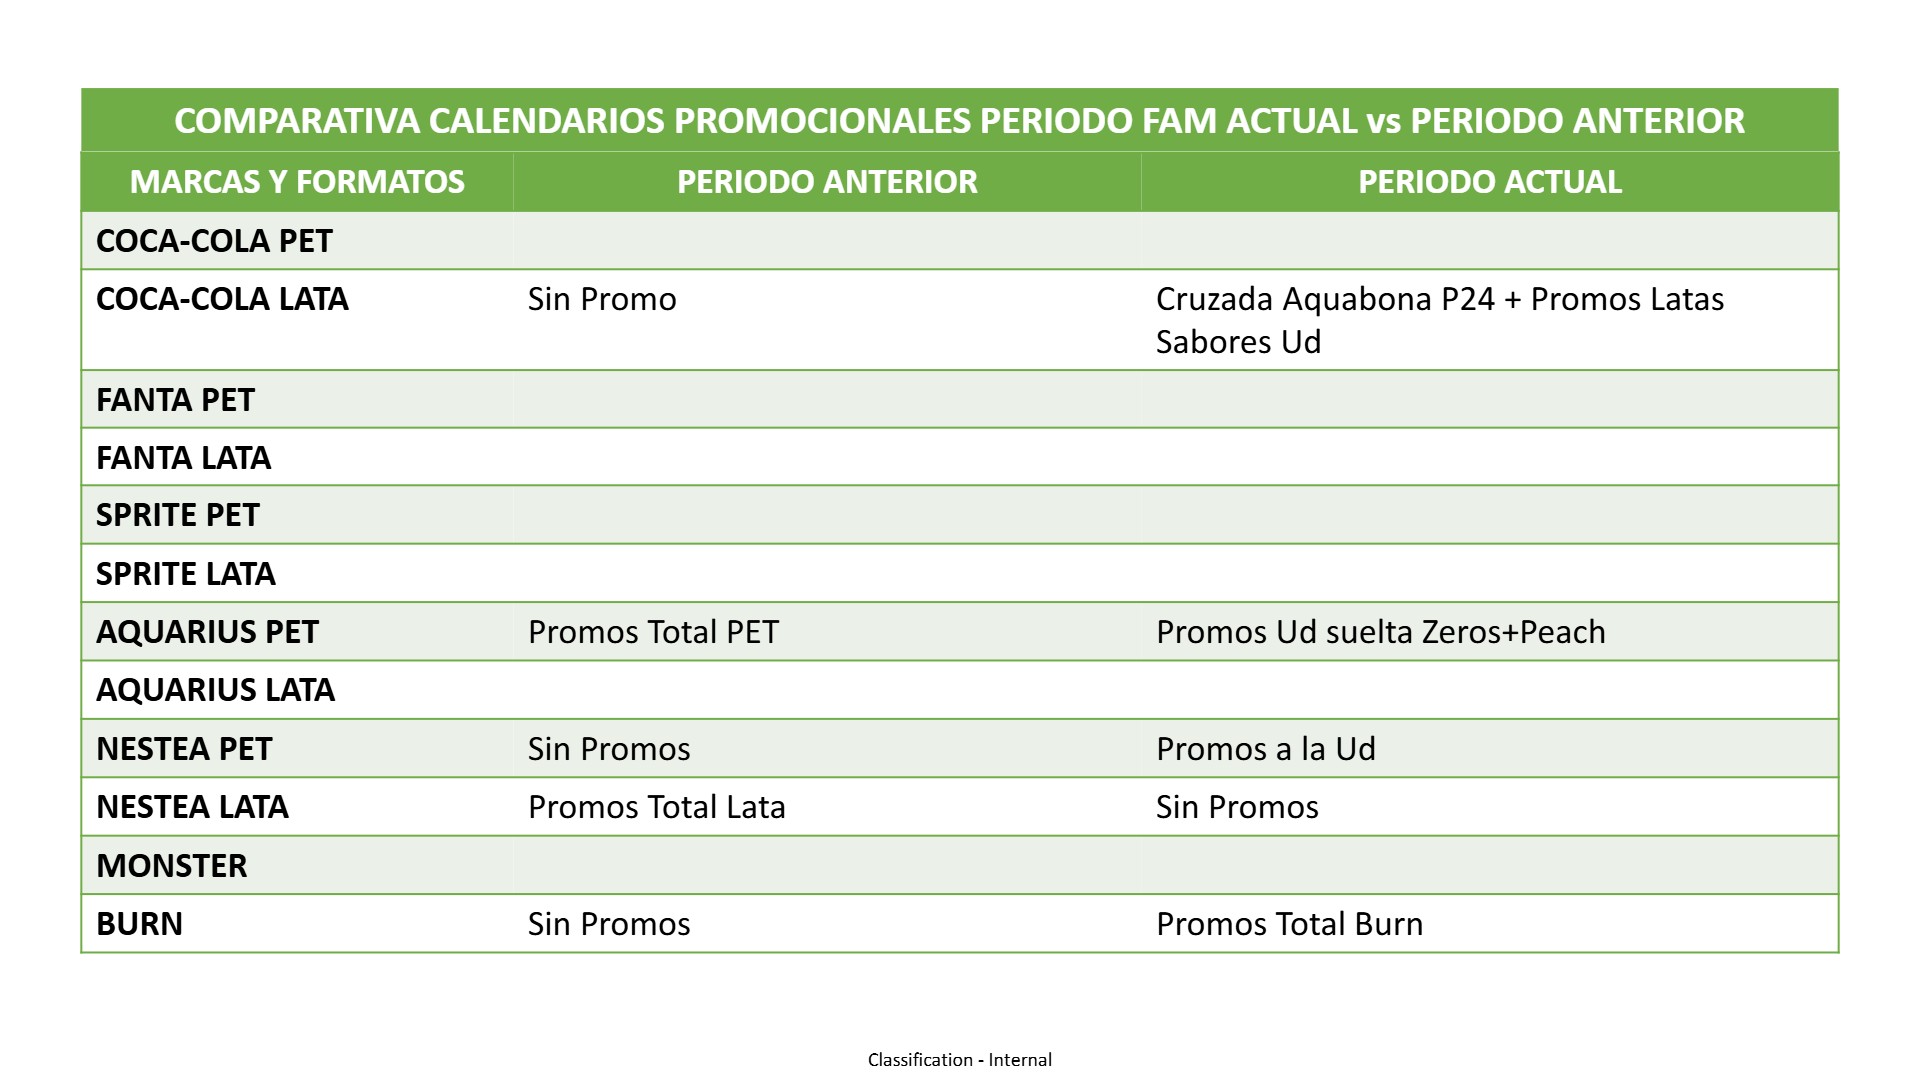 COMPARATIVA CALENDARIOS PROMOCIONALES PERIODO FAM ACTUAL vs PERIODO ANTERIOR
MARCAS Y FORMATOS PERIODO ANTERIOR PERIODO ACTUAL
COCA-COLA PET
COCA-COLA LATA Sin Promo Cruzada Aquabona P24 + Promos Latas
Sabores Ud
FANTA PET
FANTA LATA
SPRITE PET
SPRITE LATA
AQUARIUS PET Promos Total PET Promos Ud suelta Zeros+Peach
AQUARIUS LATA
NESTEA PET Sin Promos Promos a la Ud
NESTEA LATA Promos Total Lata Sin Promos
MONSTER
BURN Sin Promos Promos Total Burn
Classification - Internal